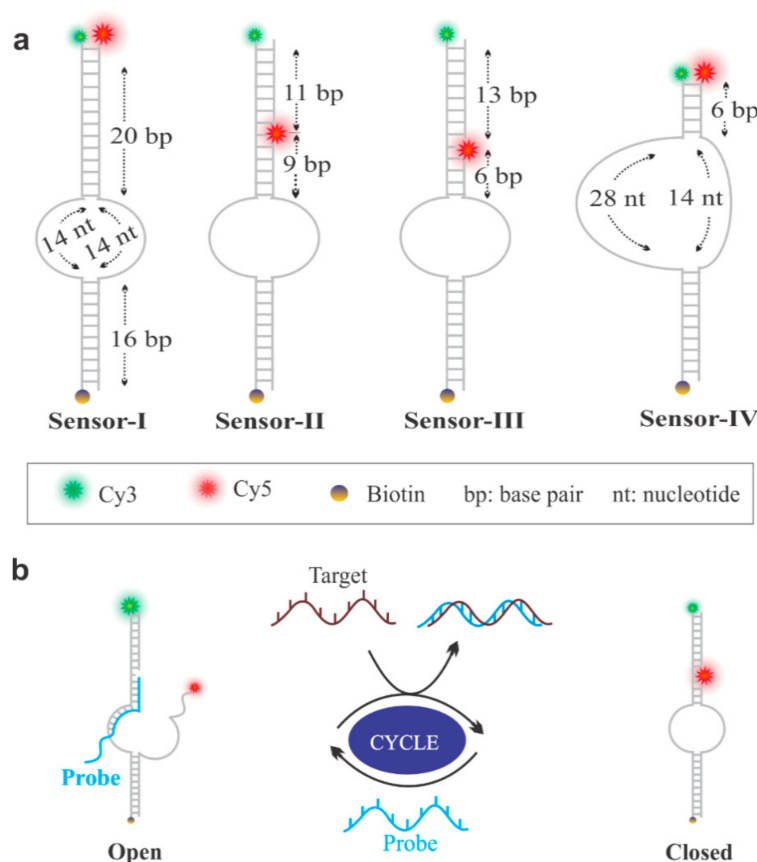 a
20 bp
14 nt
14 nt
16 bp
Sensor-I
11 bp
9 bp
Sensor-II
13 bp
6 bp
Sensor-III
6 bp
28 nt
14 nt
Sensor-IV
Cy3
Cy5
Biotin
bp: base pair
nt: nucleotide
b
Target
CYCLE
Probe
Probe
Open
Closed